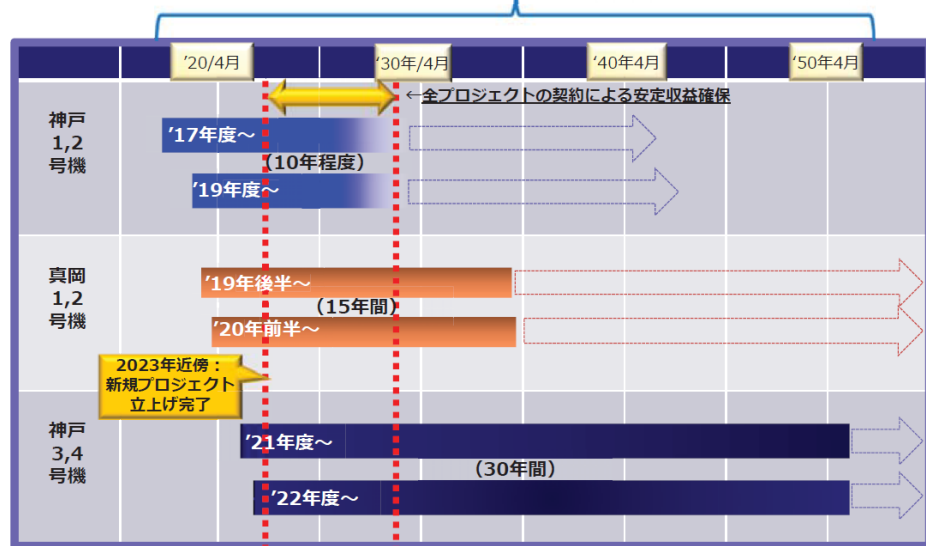 ’20/4月
‘30年/4月
‘40年4月
‘50年4月
←全プロジェクトの契約による安定収益確保
神戸
1,2
号機
’17年度～
（10年程度）
’19年度～
真岡
1,2
号機
’19年後半～
（15年間）
’20年前半～
2023年近傍：
新規プロジェクト
立上げ完了
神戸
3,4
号機
’21年度～
（30年間）
’22年度～